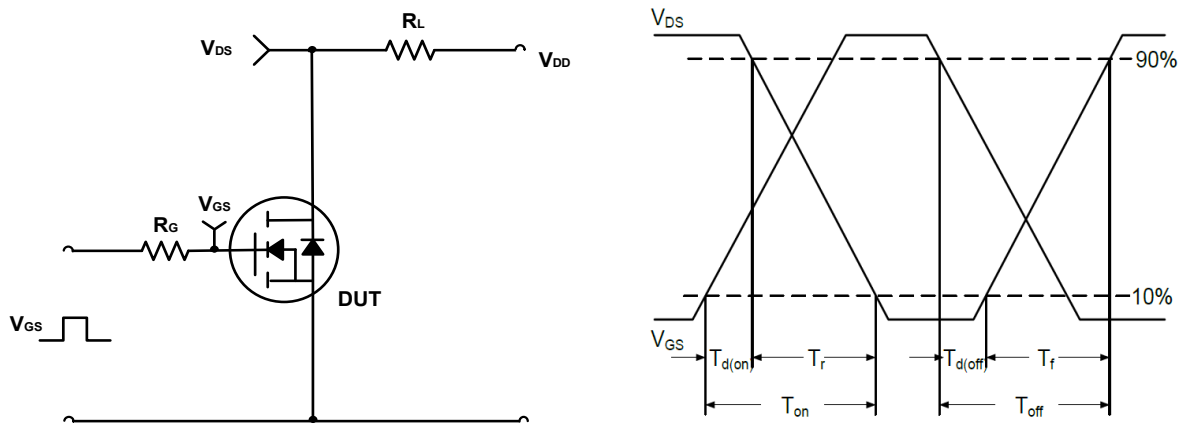 RL
VDS
VDD
VGS
RG
DUT
VGS
VDS
90%
10%
VGS
Td(on)
Tr
Td(off)
Tf
Ton
Toff